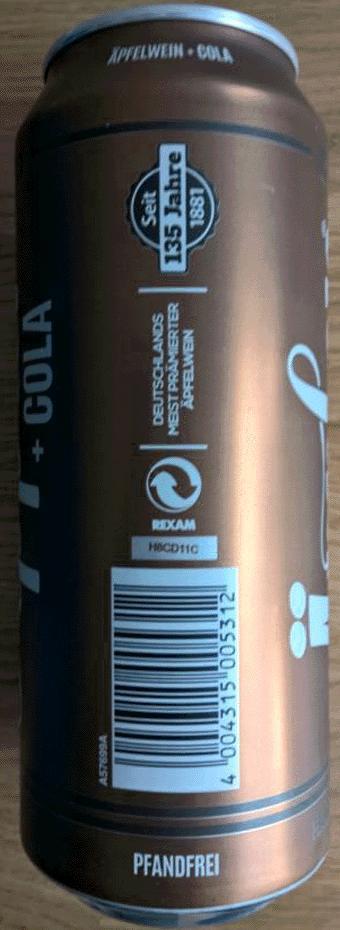 ÄPFELWEIN + COLA
Seit
135 Jahre
1881
DEUTSCHLANDS
MEIST PRÄMIERTER
ÄPFELWEIN
+ COLA
REXAM
H8CD11C
A57699A
4 004315 005312
PFANDFREI